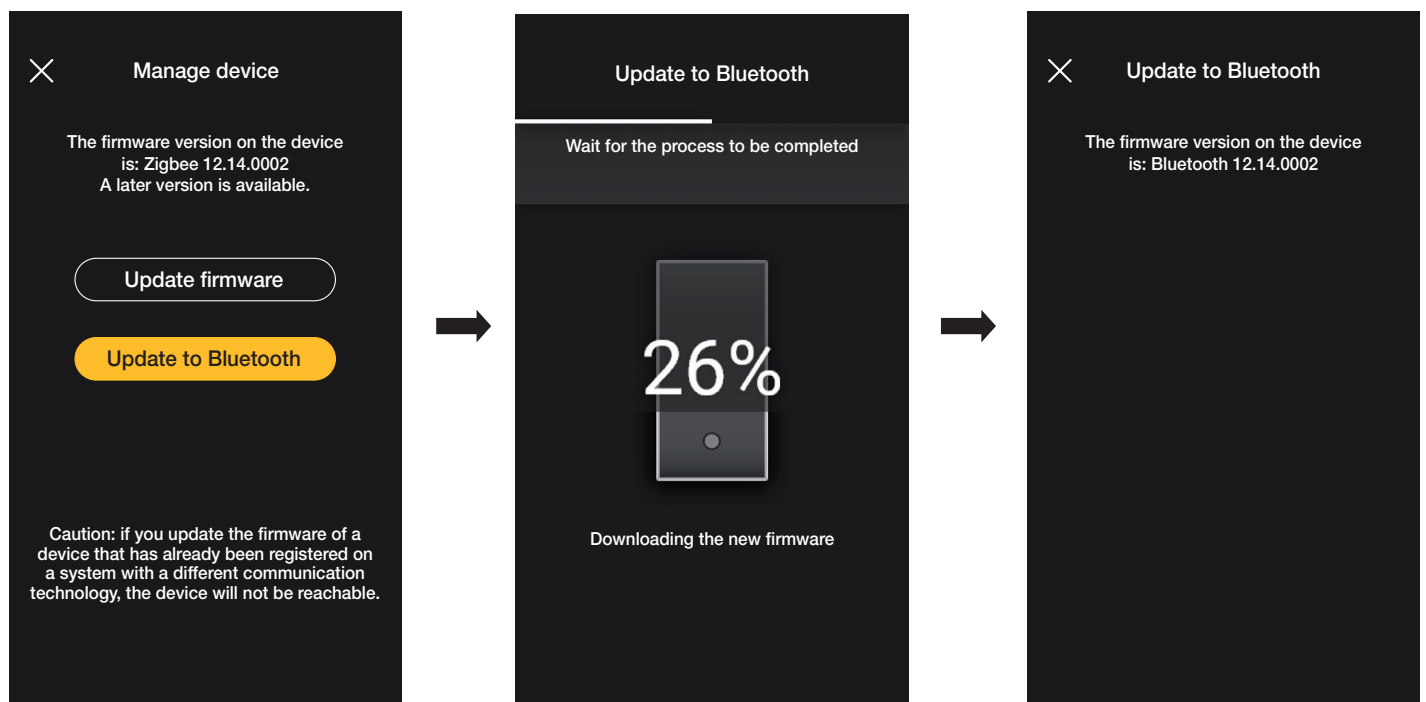 Manage device
The firmware version on the device
is: Zigbee 12.14.0002
A later version is available.
Update firmware
Update to Bluetooth
Caution: if you update the firmware of a
device that has already been registered on
a system with a different communication
technology, the device will not be reachable.
Update to Bluetooth
Wait for the process to be completed
26%
Downloading the new firmware
Update to Bluetooth
The firmware version on the device
is: Bluetooth 12.14.0002